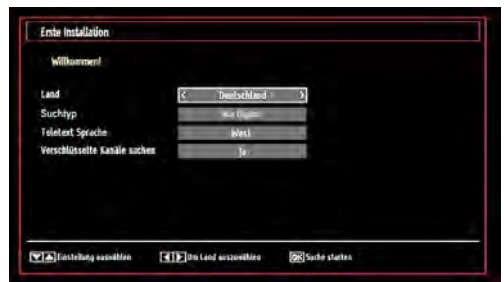 Erste Installation
Willkommen!
Land
Deutschland
Suchtyp
Nur Digital
Teletext Sprache
West
Verschlüsselte Kanäle suchen
Ja
Einstellung auswählen
Um Land auszuwählen
OK Suche starten